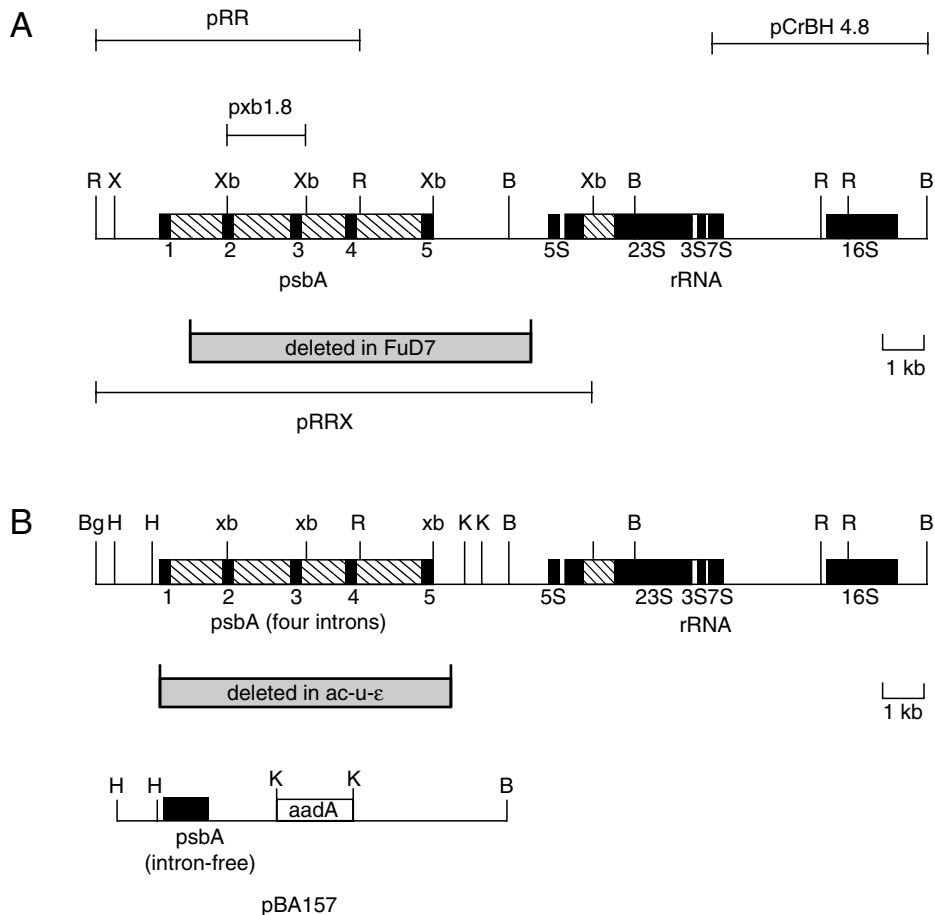 A
pRR
pCrBH 4.8
pxb1.8
R X Xb Xb R Xb B Xb B R R B
1 2 3 4 5 5S 23S 3S7S 16S
psbA rRNA
deleted in FuD7
1 kb
pRRX
B
Bg H H xb xb R xb K K B B R R B
1 2 3 4 5 5S 23S 3S7S 16S
psbA (four introns) rRNA
deleted in ac-u-ε
1 kb
H H K K B
aadA
psbA
(intron-free)
pBA157